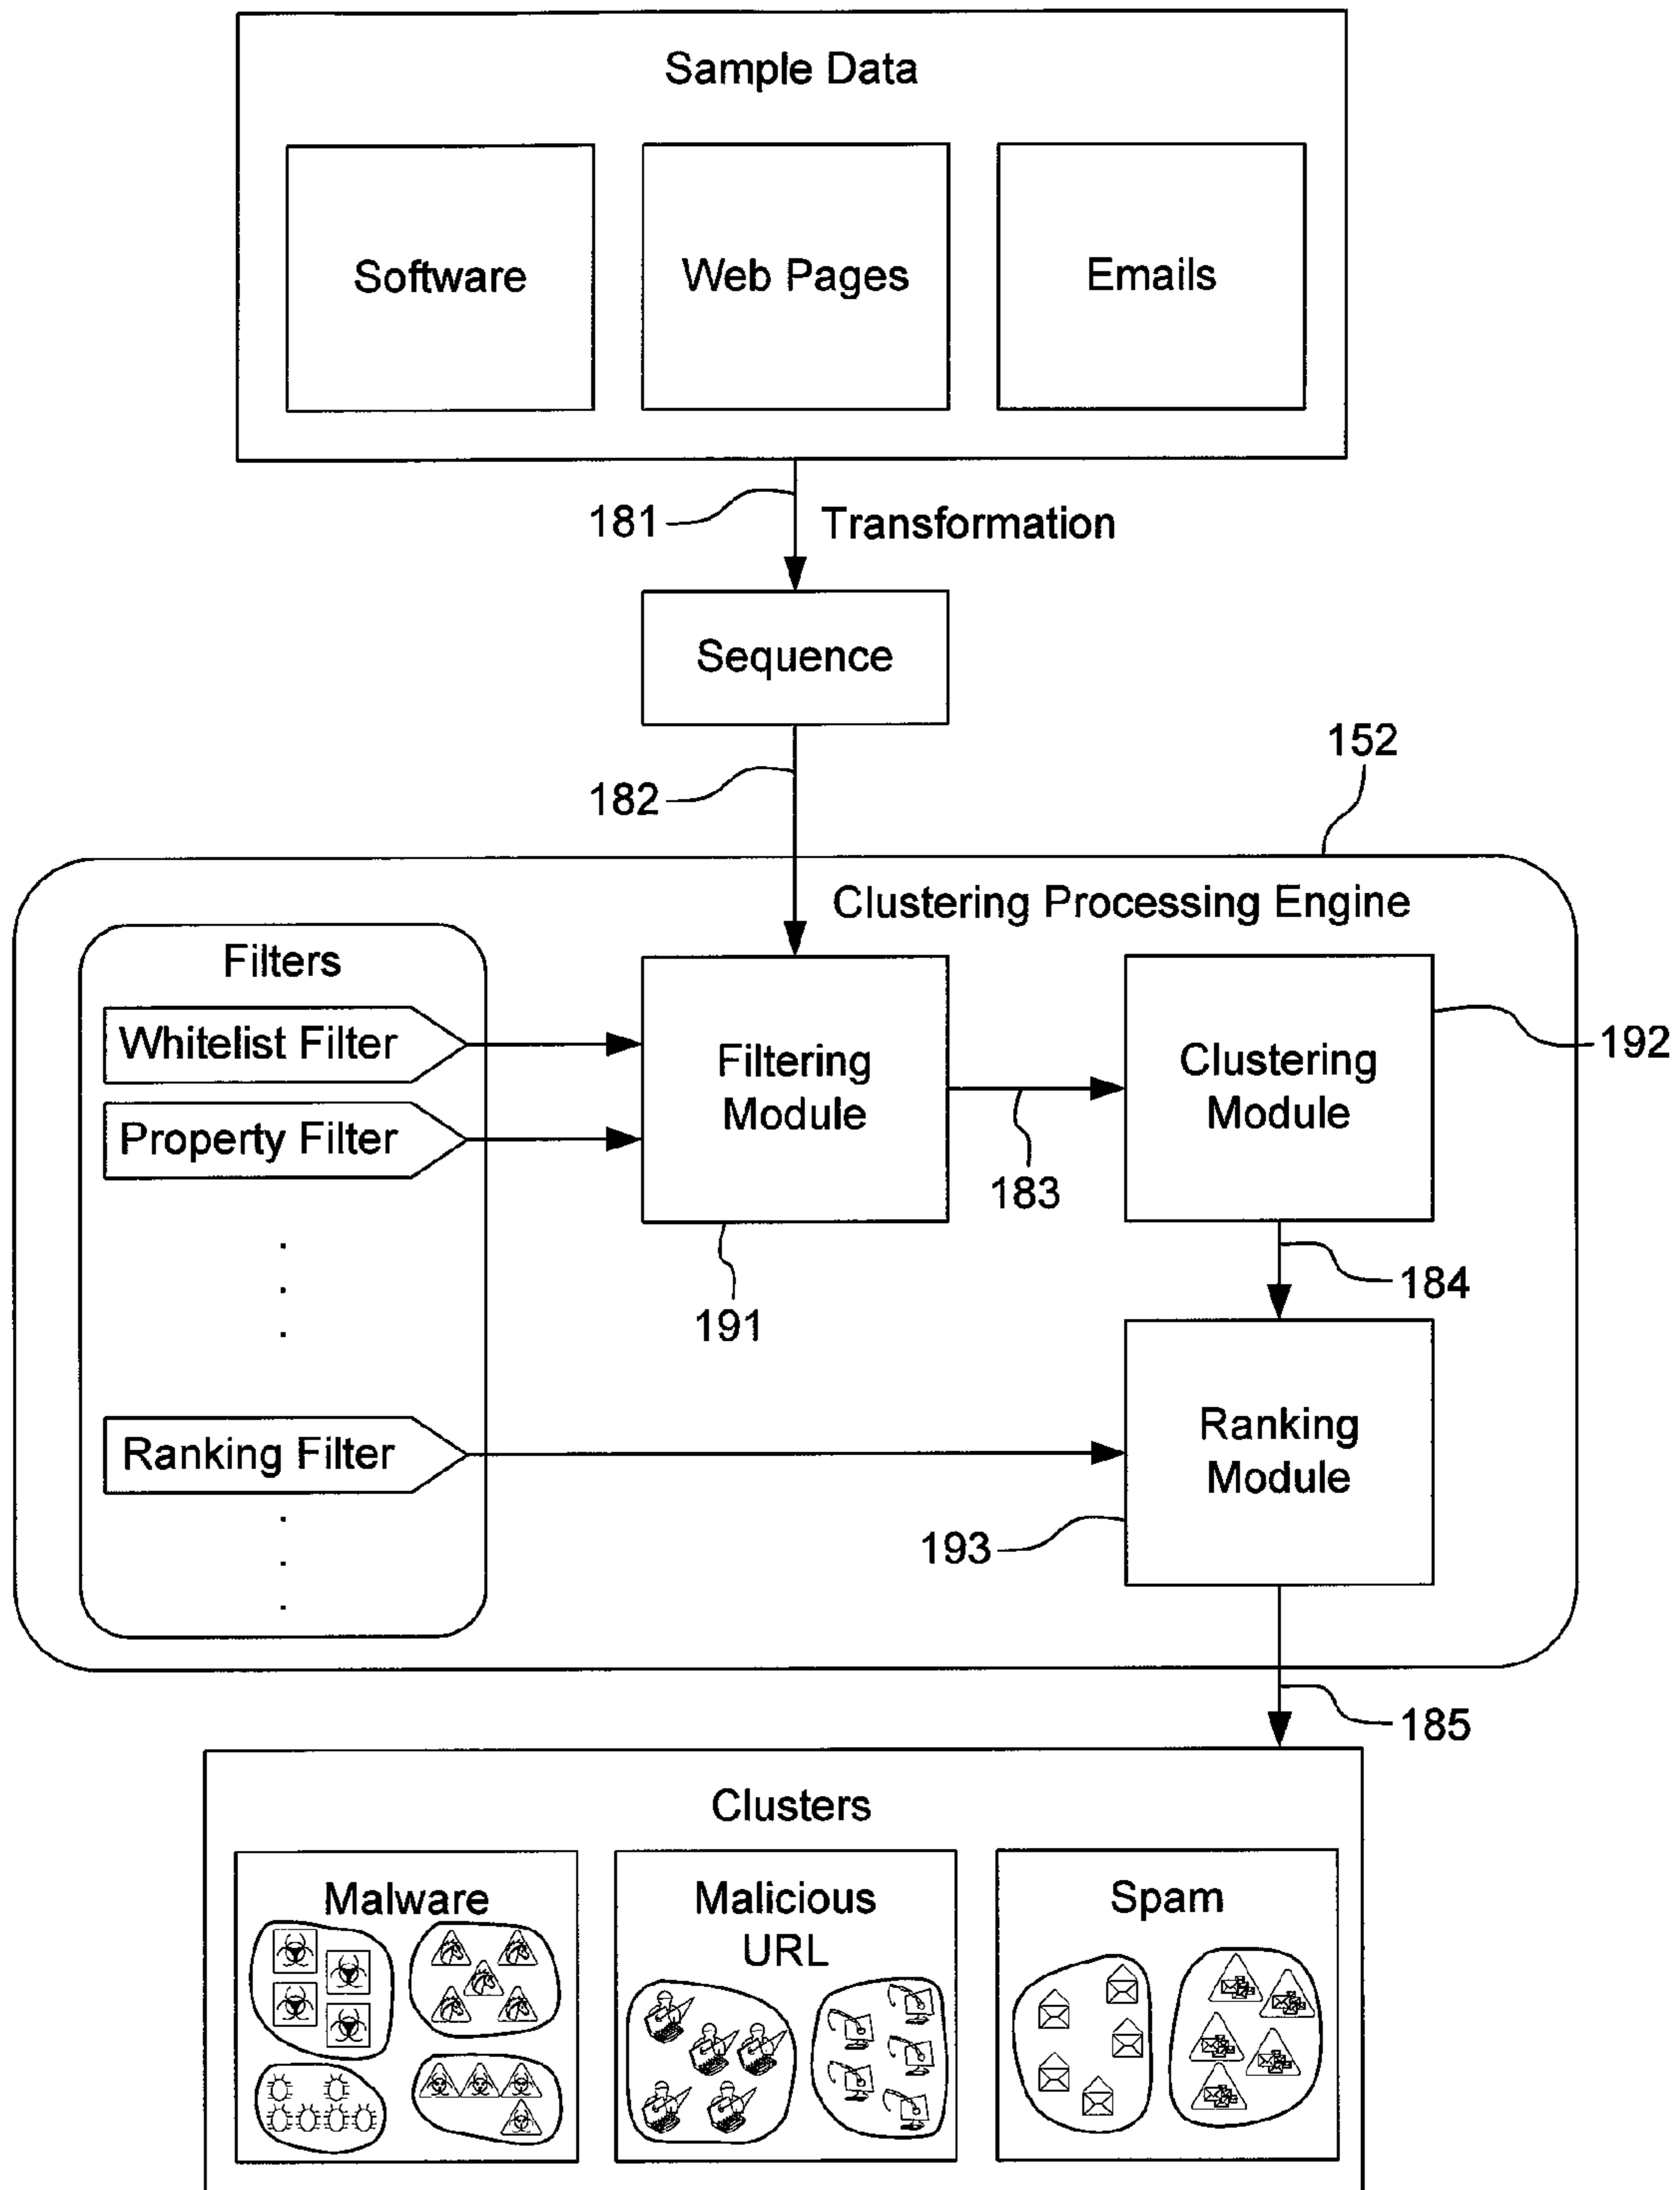 Sample Data
Software
Web Pages
Emails
181
Transformation
Sequence
182
152
Clustering Processing Engine
Filters
Whitelist Filter
Property Filter
Filtering
Module
Clustering
Module
192
183
191
184
Ranking Filter
Ranking
Module
193
185
Clusters
Malware
Malicious
URL
Spam